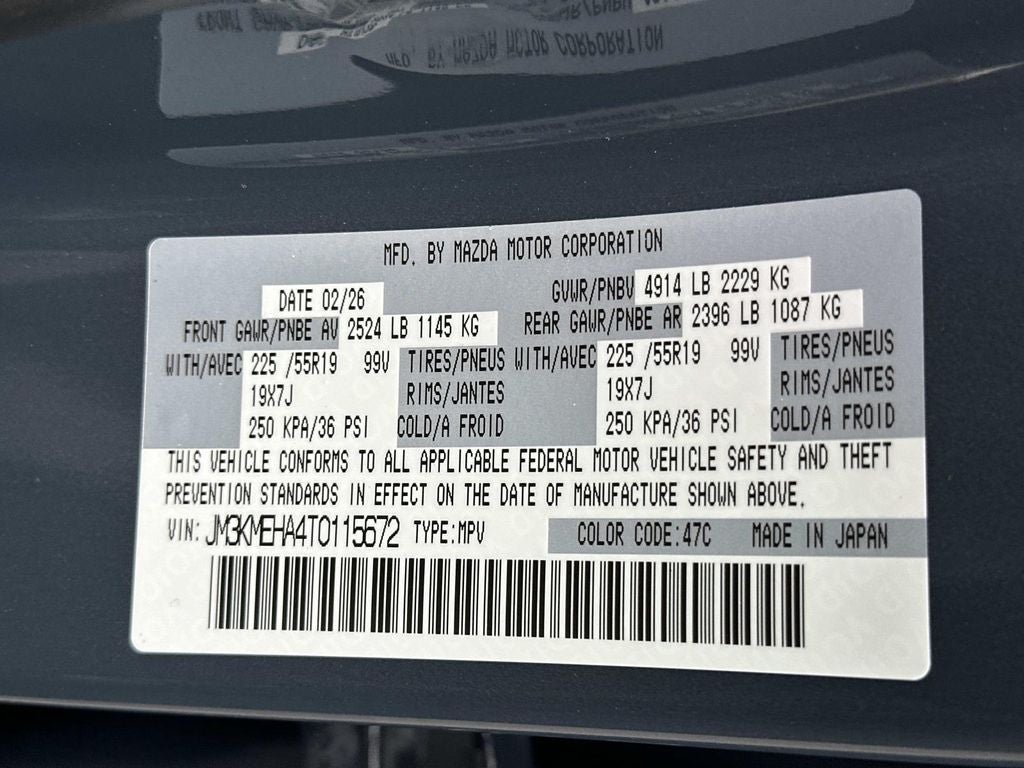 MFD. BY MAZDA MOTOR CORPORATION
DATE 02/26
GVWR/PNBV 4914 LB 2229 KG
FRONT GAWR/PNBE AV 2524 LB 1145 KG
REAR GAWR/PNBE AR 2396 LB 1087 KG
WITH/AVEC 225 /55R19 99V TIRES/PNEUS
WITH/AVEC 225 /55R19 99V TIRES/PNEUS
19X7J RIMS/JANTES
19X7J RIMS/JANTES
250 KPA/36 PSI COLD/A FROID
250 KPA/36 PSI COLD/A FROID
THIS VEHICLE CONFORMS TO ALL APPLICABLE FEDERAL MOTOR VEHICLE SAFETY AND THEFT
PREVENTION STANDARDS IN EFFECT ON THE DATE OF MANUFACTURE SHOWN ABOVE.
VIN: JM3KMEHA4T0115672 TYPE:MPV COLOR CODE:47C MADE IN JAPAN